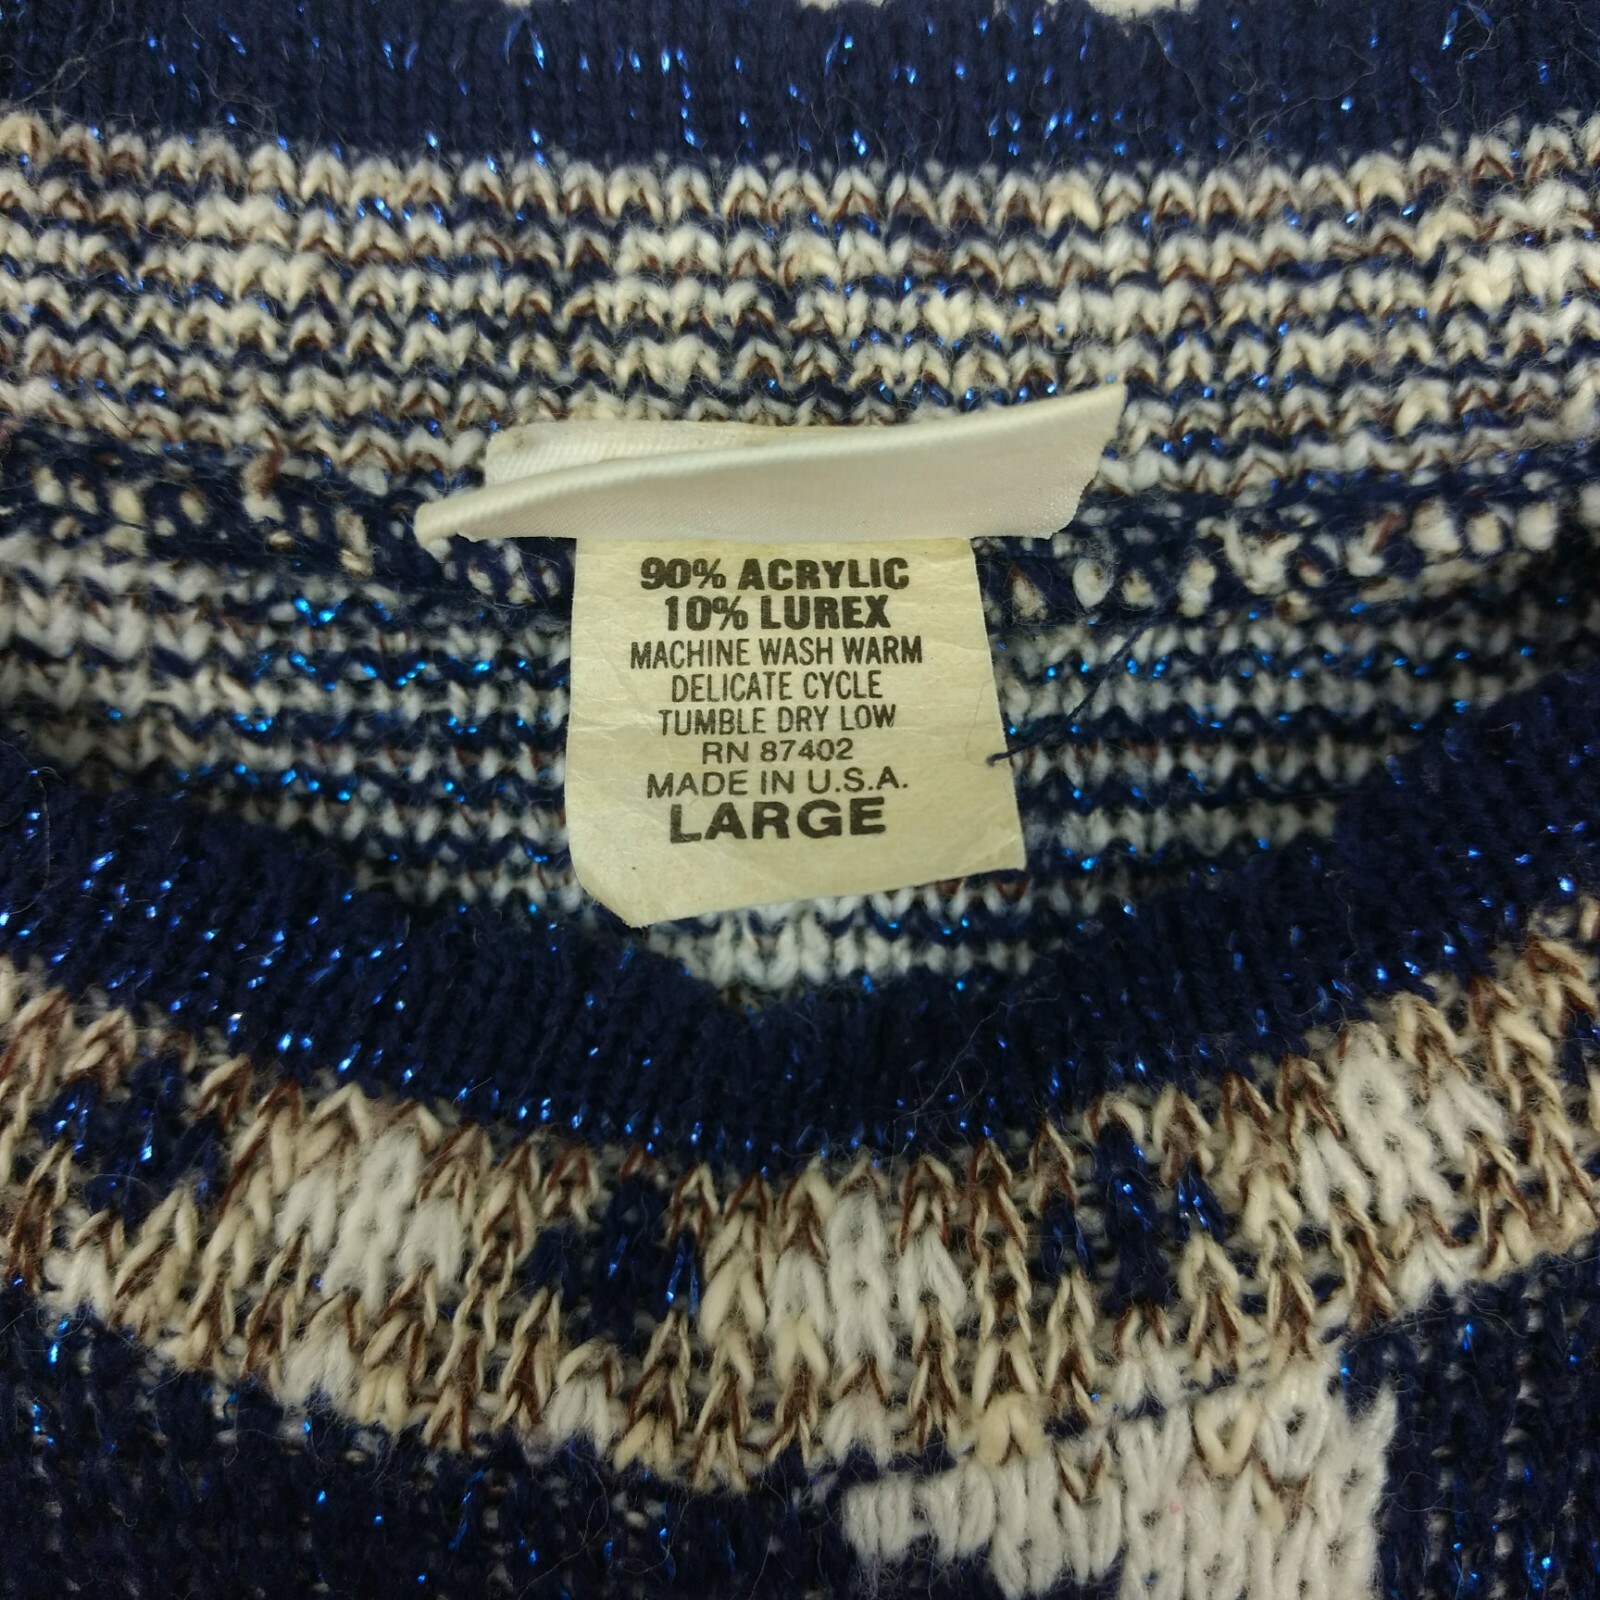 90% ACRYLIC
10% LUREX
MACHINE WASH WARM
DELICATE CYCLE
TUMBLE DRY LOW
RN 87402
MADE IN U.S.A.
LARGE